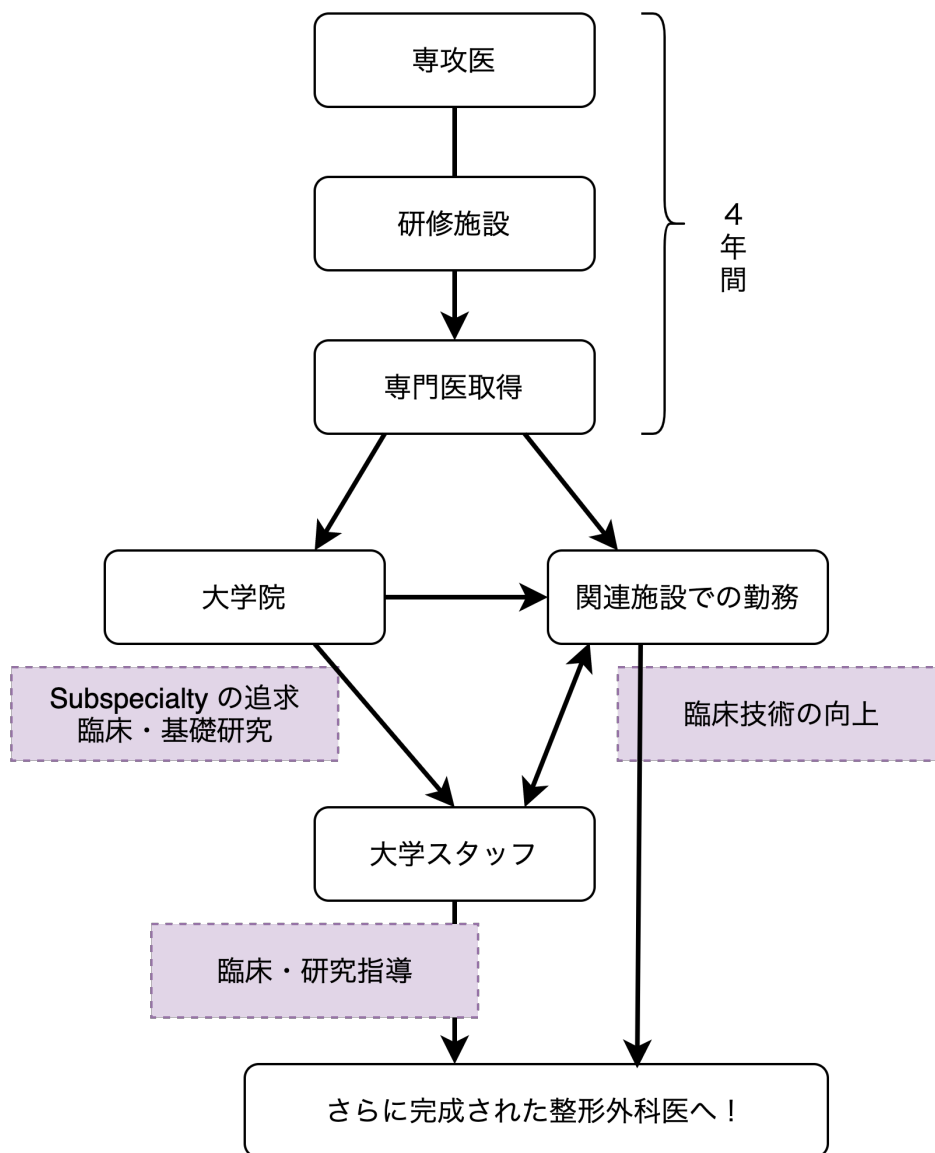 専攻医
研修施設
4年間
専門医取得
大学院
関連施設での勤務
Subspecialty の追求
臨床・基礎研究
臨床技術の向上
大学スタッフ
臨床・研究指導
さらに完成された整形外科医へ！